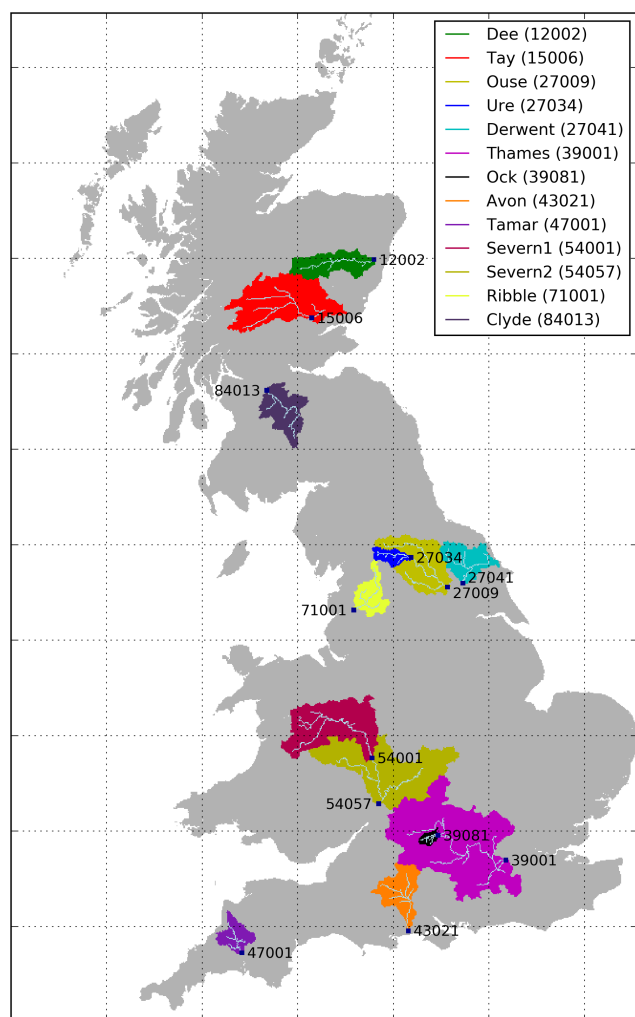 Dee (12002)
Tay (15006)
Ouse (27009)
Ure (27034)
Derwent (27041)
Thames (39001)
Ock (39081)
Avon (43021)
Tamar (47001)
Severn1 (54001)
Severn2 (54057)
Ribble (71001)
Clyde (84013)
12002
15006
84013
27034
27041
27009
71001
54001
54057
39081
39001
43021
47001